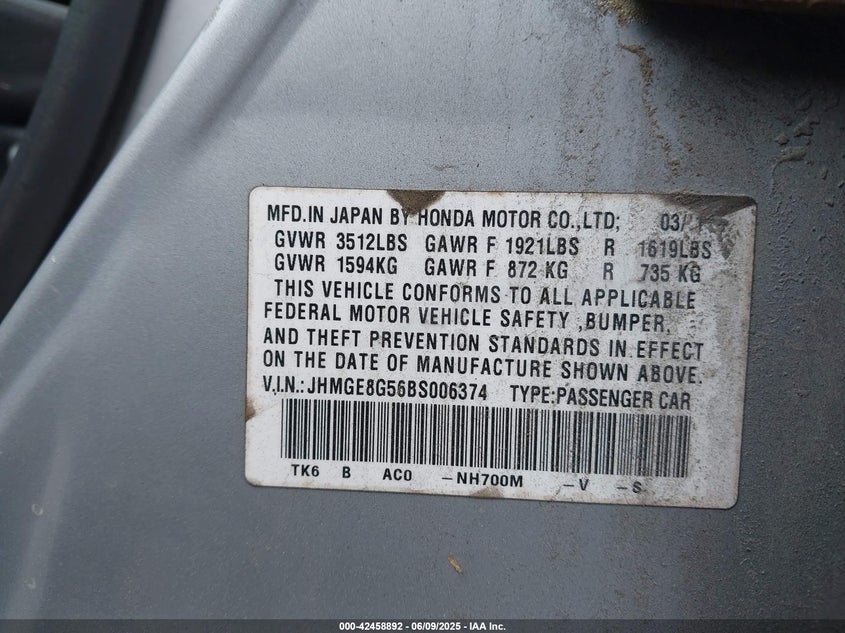 MFD.IN JAPAN BY HONDA MOTOR CO.,LTD; 03/
GVWR 3512LBS GAWR F 1921LBS R 1619LBS
GVWR 1594KG GAWR F 872 KG R 735 KG
THIS VEHICLE CONFORMS TO ALL APPLICABLE
FEDERAL MOTOR VEHICLE SAFETY ,BUMPER,
AND THEFT PREVENTION STANDARDS IN EFFECT
ON THE DATE OF MANUFACTURE SHOWN ABOVE.
V.I.N.: JHMGE8G56BS006374 TYPE:PASSENGER CAR
TK6 B AC0 -NH700M -V -S
000-42458892 - 06/09/2025 - IAA Inc.